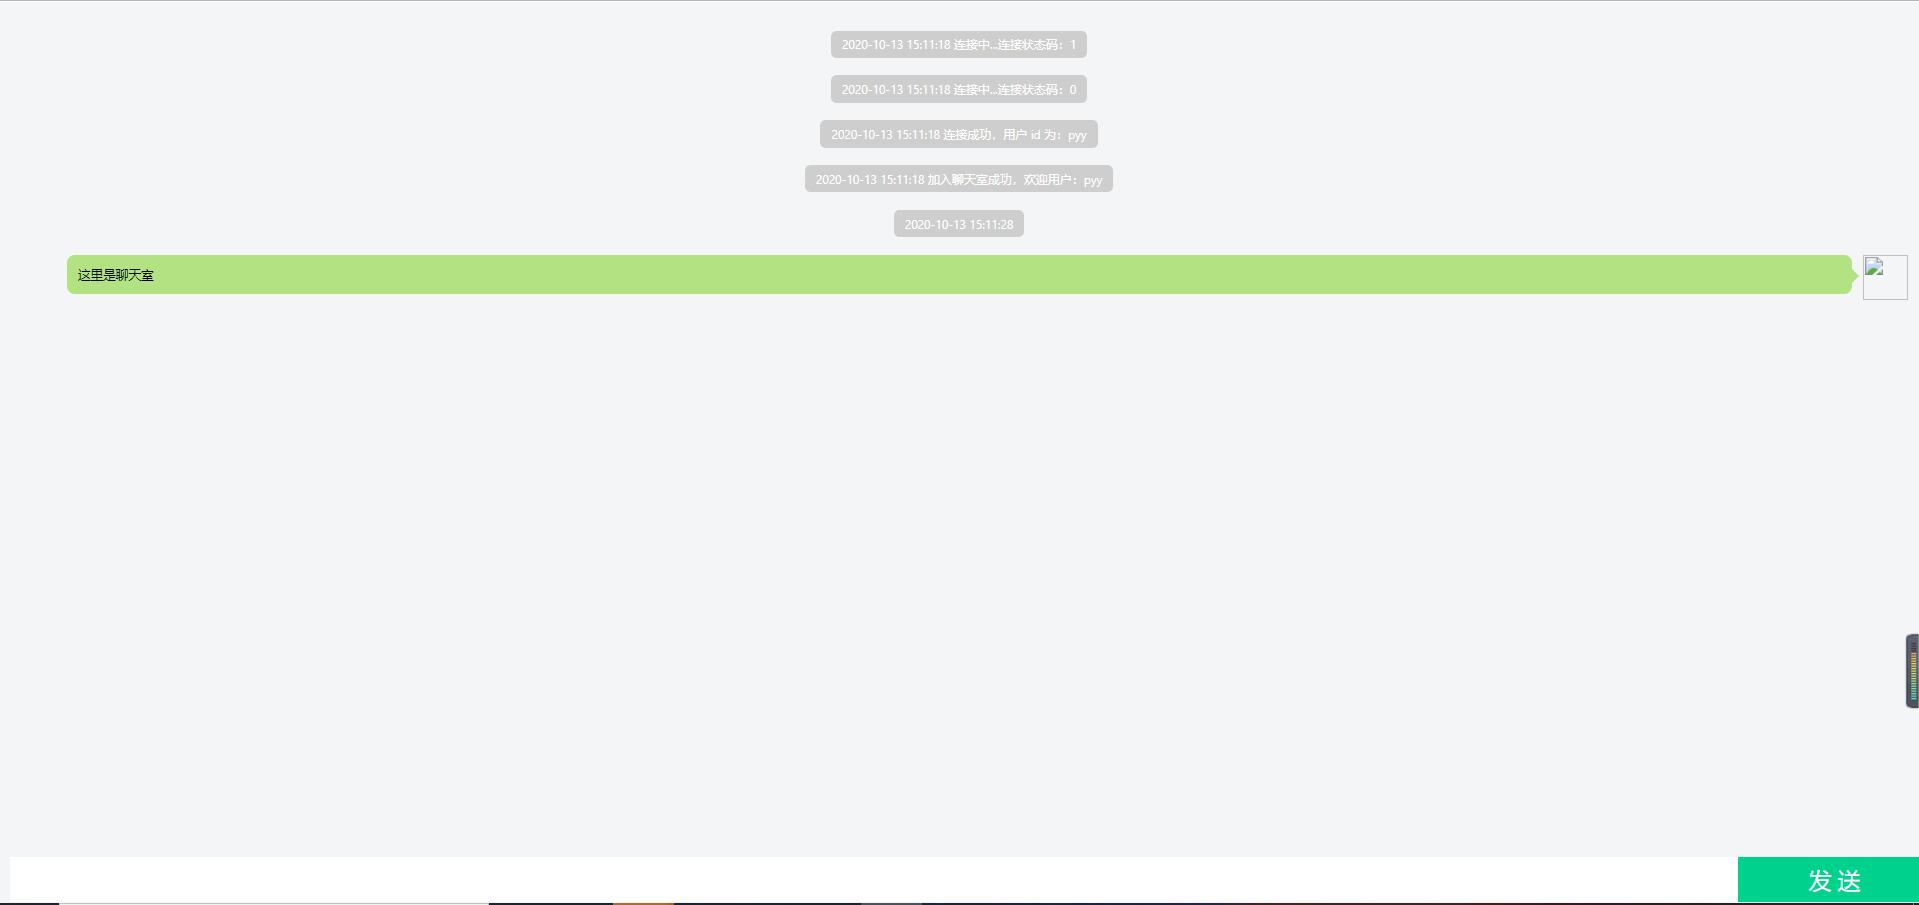 2020-10-13 15:11:18 连接中...连接状态码：1
2020-10-13 15:11:18 连接中...连接状态码：0
2020-10-13 15:11:18 连接成功，用户 id 为：pyy
2020-10-13 15:11:18 加入聊天室成功，欢迎用户：pyy
2020-10-13 15:11:28
这里是聊天室
发送